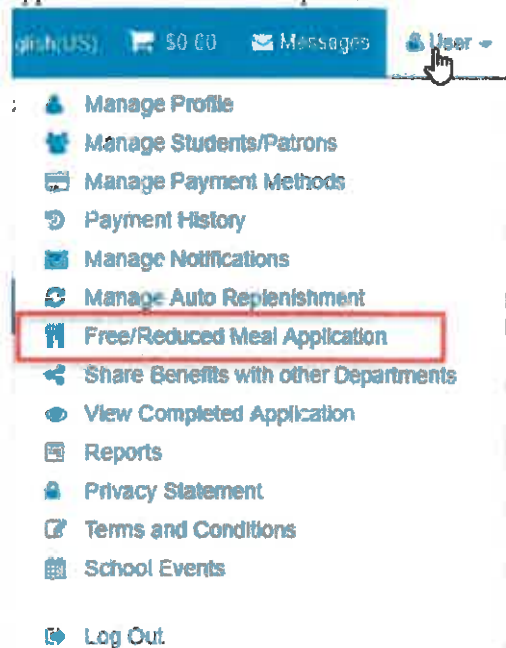 glish(US) $0.00 Messages User
Manage Profile
Manage Students/Patrons
Manage Payment Methods
Payment History
Manage Notifications
Manage Auto Replenishment
Free/Reduced Meal Application
Share Benefits with other Departments
View Completed Application
Reports
Privacy Statement
Terms and Conditions
School Events
Log Out